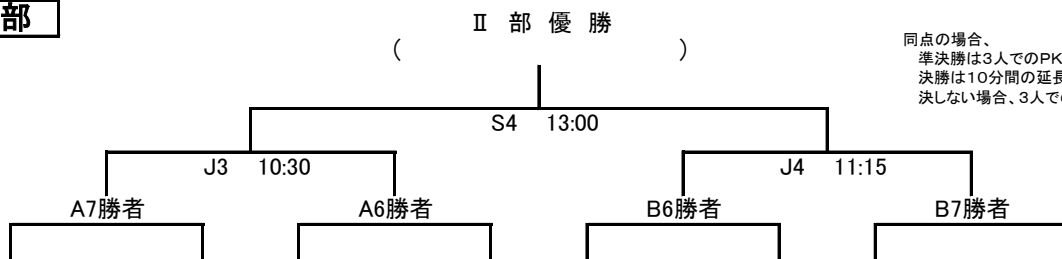 部
Ⅱ 部 優 勝
( )
同点の場合、
準決勝は3人でのPK
決勝は10分間の延長
決しない場合、3人で
S4 13:00
J3 10:30
J4 11:15
A7勝者
A6勝者
B6勝者
B7勝者